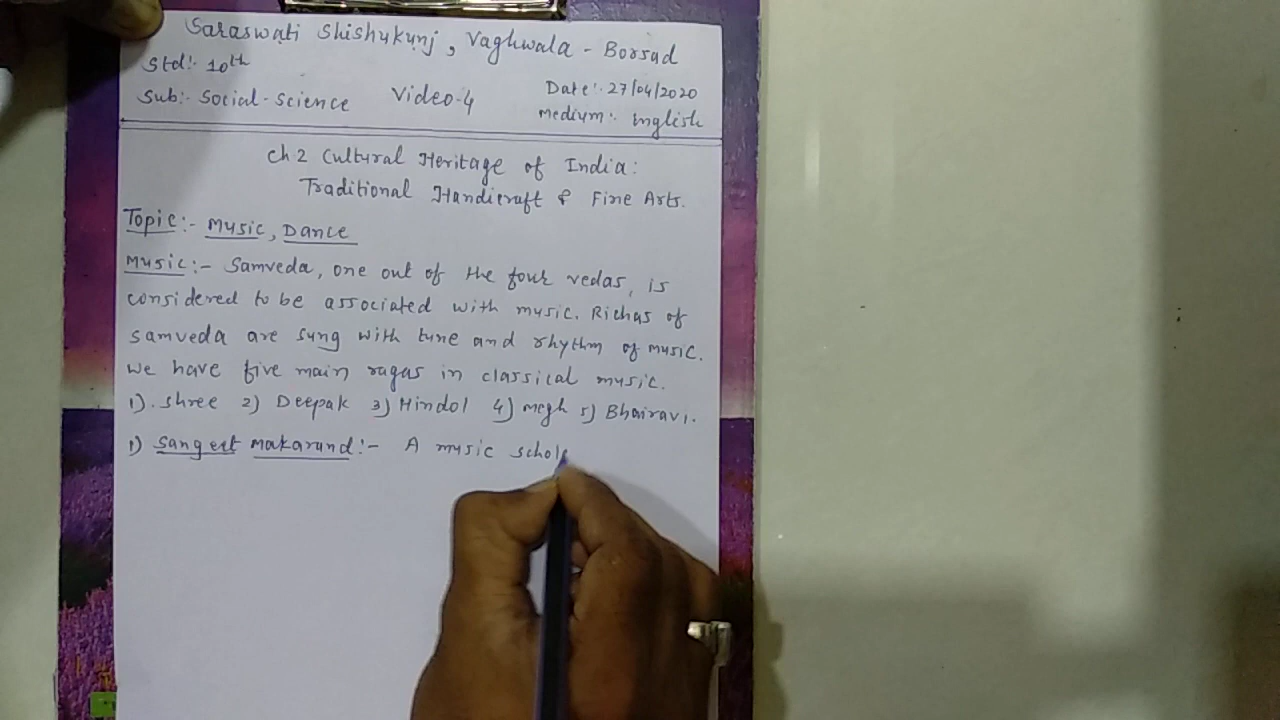 Saraswati Shishukunj, Vaghwala - Borsad
Std:- 10th
Date:- 27/04/2020
Sub:- Social-Science Video-4
Medium:- English
Ch 2 Cultural Heritage of India:
Traditional Handicraft & Fine Arts.
Topic:- Music, Dance
Music:- Samveda, one out of the four vedas, is
considered to be associated with music. Richas of
samveda are sung with tune and rhythm of music.
We have five main ragas in classical music.
1). Shree 2) Deepak 3) Hindol 4) megh 5) Bhairavi.
1) Sangeet Makarand:- A music schola